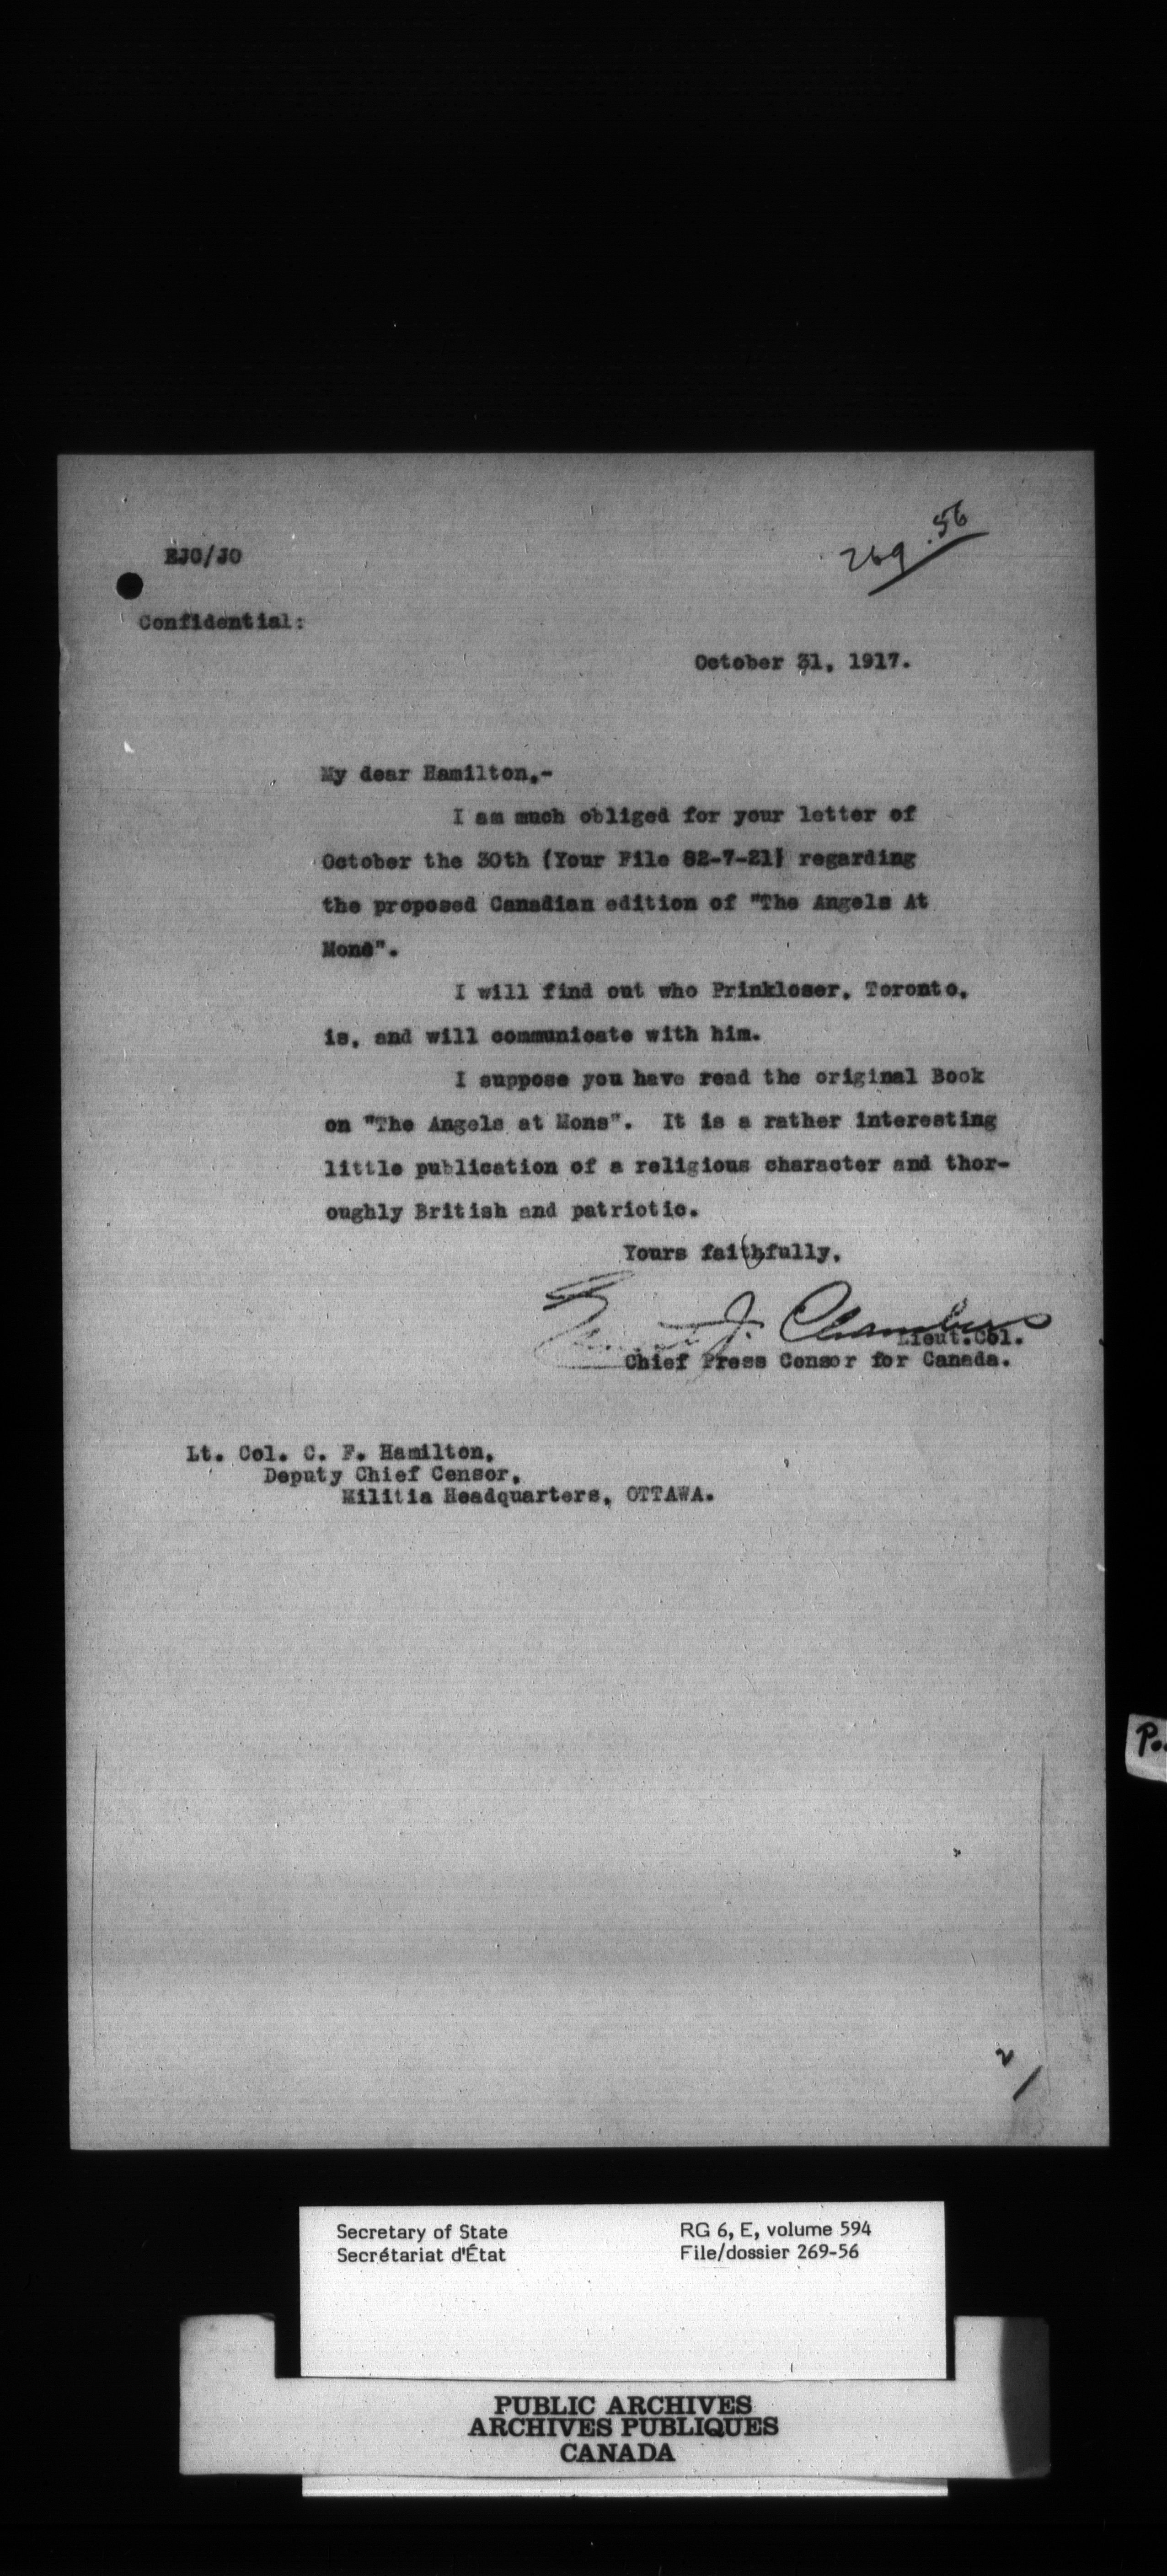 269.56
EJC/JO
Confidential:
October 31, 1917.
My dear Hamilton,-
I am much obliged for your letter of
October the 30th (Your File 82-7-21) regarding
the proposed Canadian edition of "The Angels At
Mons".
I will find out who Prinkloser, Toronto,
is, and will communicate with him.
I suppose you have read the original Book
on "The Angels at Mons". It is a rather interesting
little publication of a religious character and thor-
oughly British and patriotic.
Yours faithfully,
Ernest J. Chambers
Lieut.Col.
Chief Press Censor for Canada.
Lt. Col. C. F. Hamilton,
Deputy Chief Censor,
Militia Headquarters, OTTAWA.
P.
2/
Secretary of State
Secrétariat d'État
RG 6, E, volume 594
File/dossier 269-56
PUBLIC ARCHIVES
ARCHIVES PUBLIQUES
CANADA